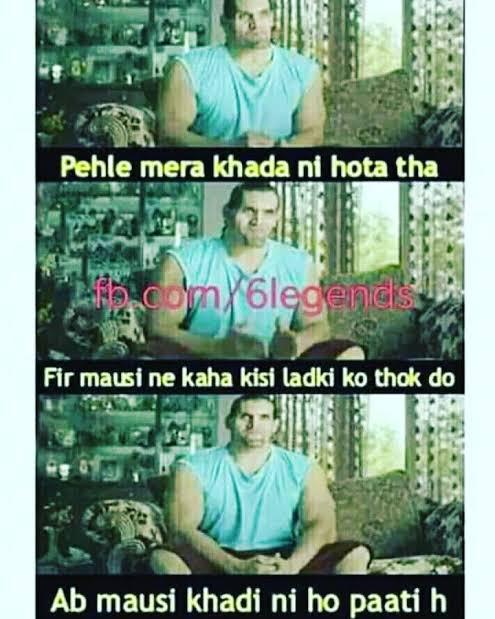 Pehle mera khada ni hota tha
fb.com/6legends
Fir mausi ne kaha kisi ladki ko thok do
Ab mausi khadi ni ho paati h